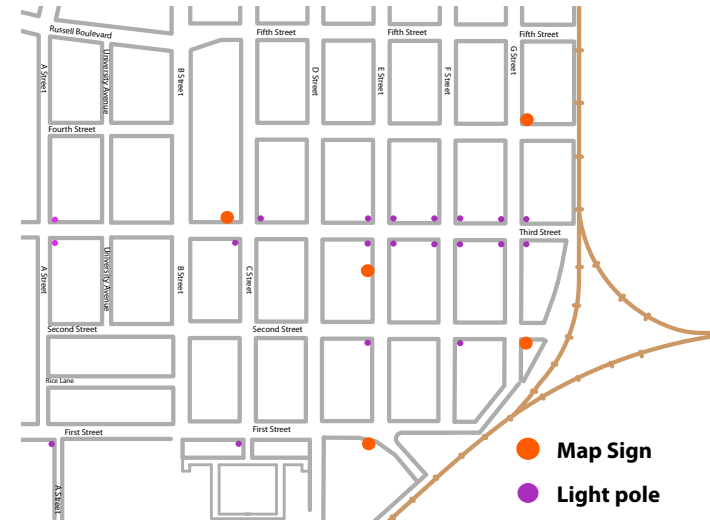 Russell Boulevard
Fifth Street
Fifth Street
Fifth Street
A Street
University Avenue
B Street
D Street
E Street
F Street
G Street
Fourth Street
Third Street
A Street
University Avenue
B Street
C Street
Second Street
Second Street
Rice Lane
First Street
First Street
A Street
Map Sign
Light pole